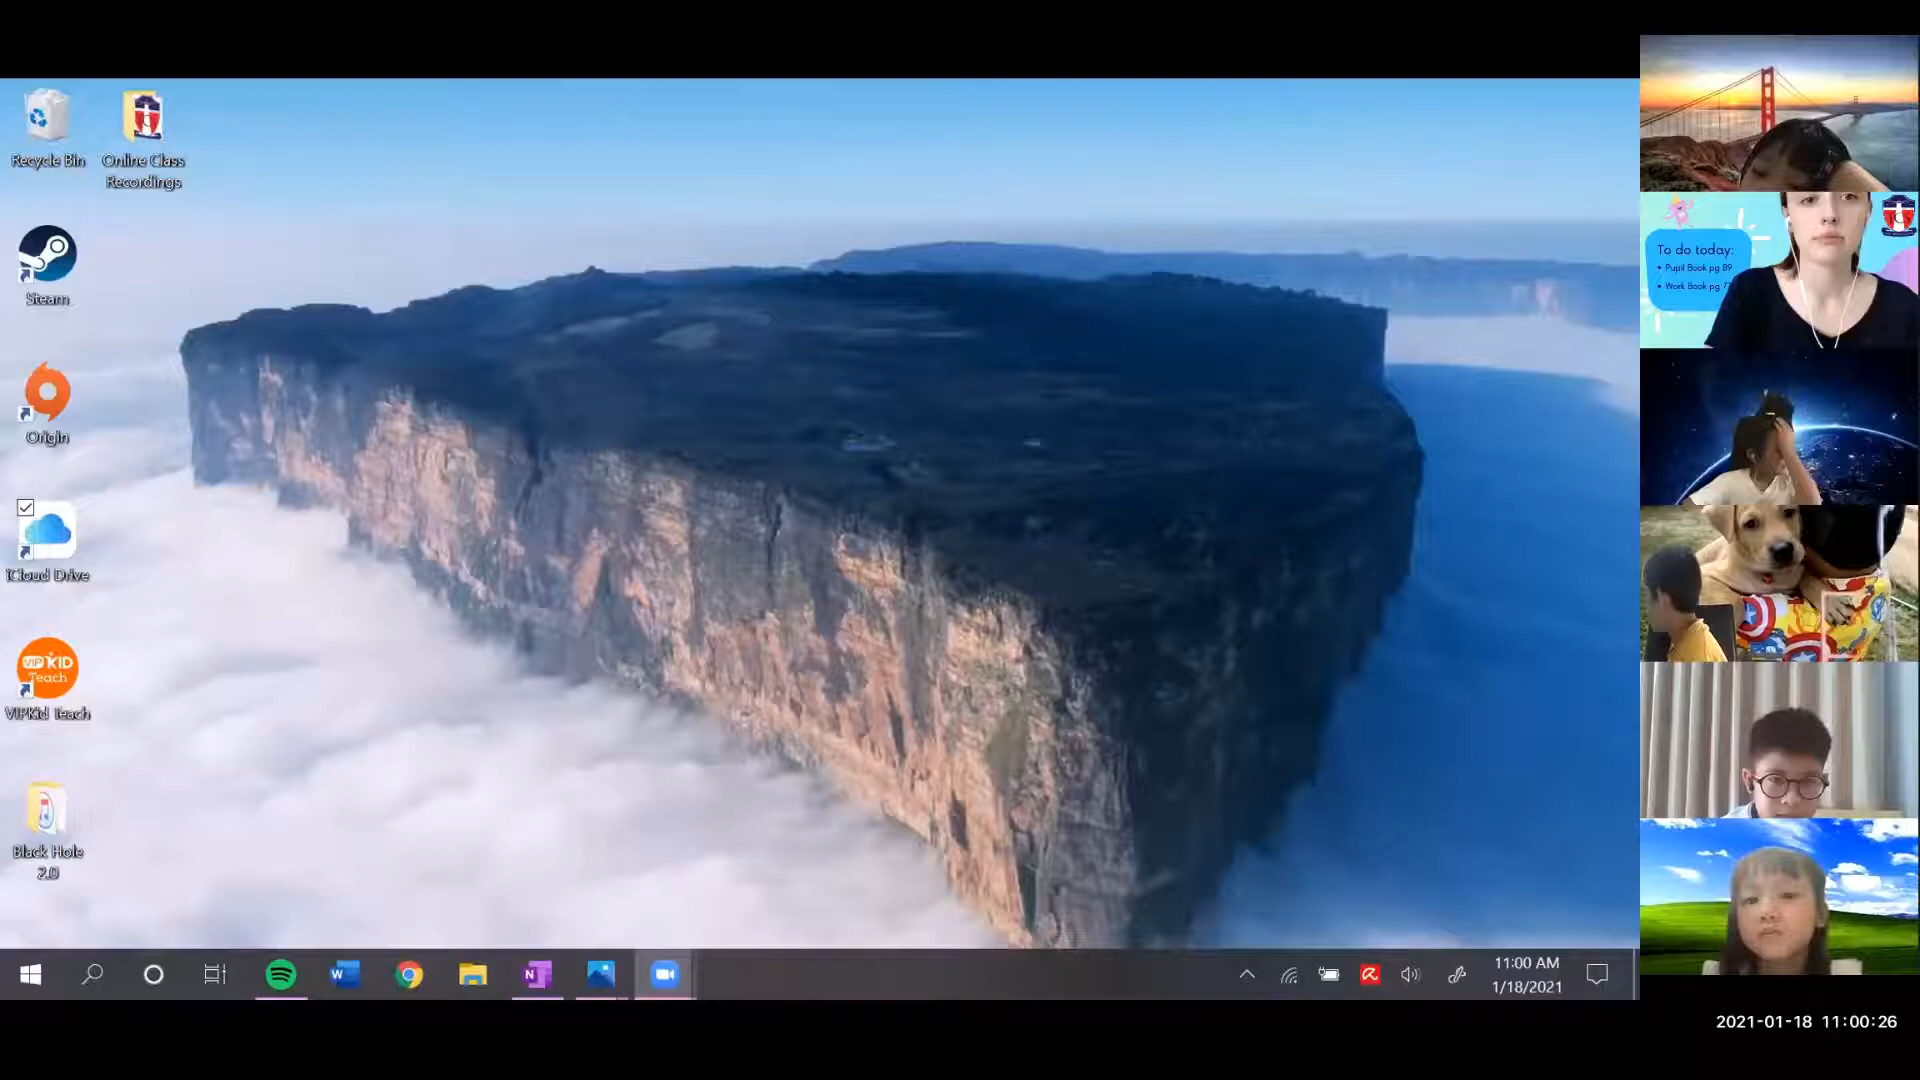 Recycle Bin
Online Class
Recordings
Steam
Origin
iCloud Drive
VIPKID
Teach
VIPKid Teach
Black Hole
2.0
To do today:
• Pupil Book pg 89
• Work Book pg
W
N
11:00 AM
1/18/2021
2021-01-18 11:00:26